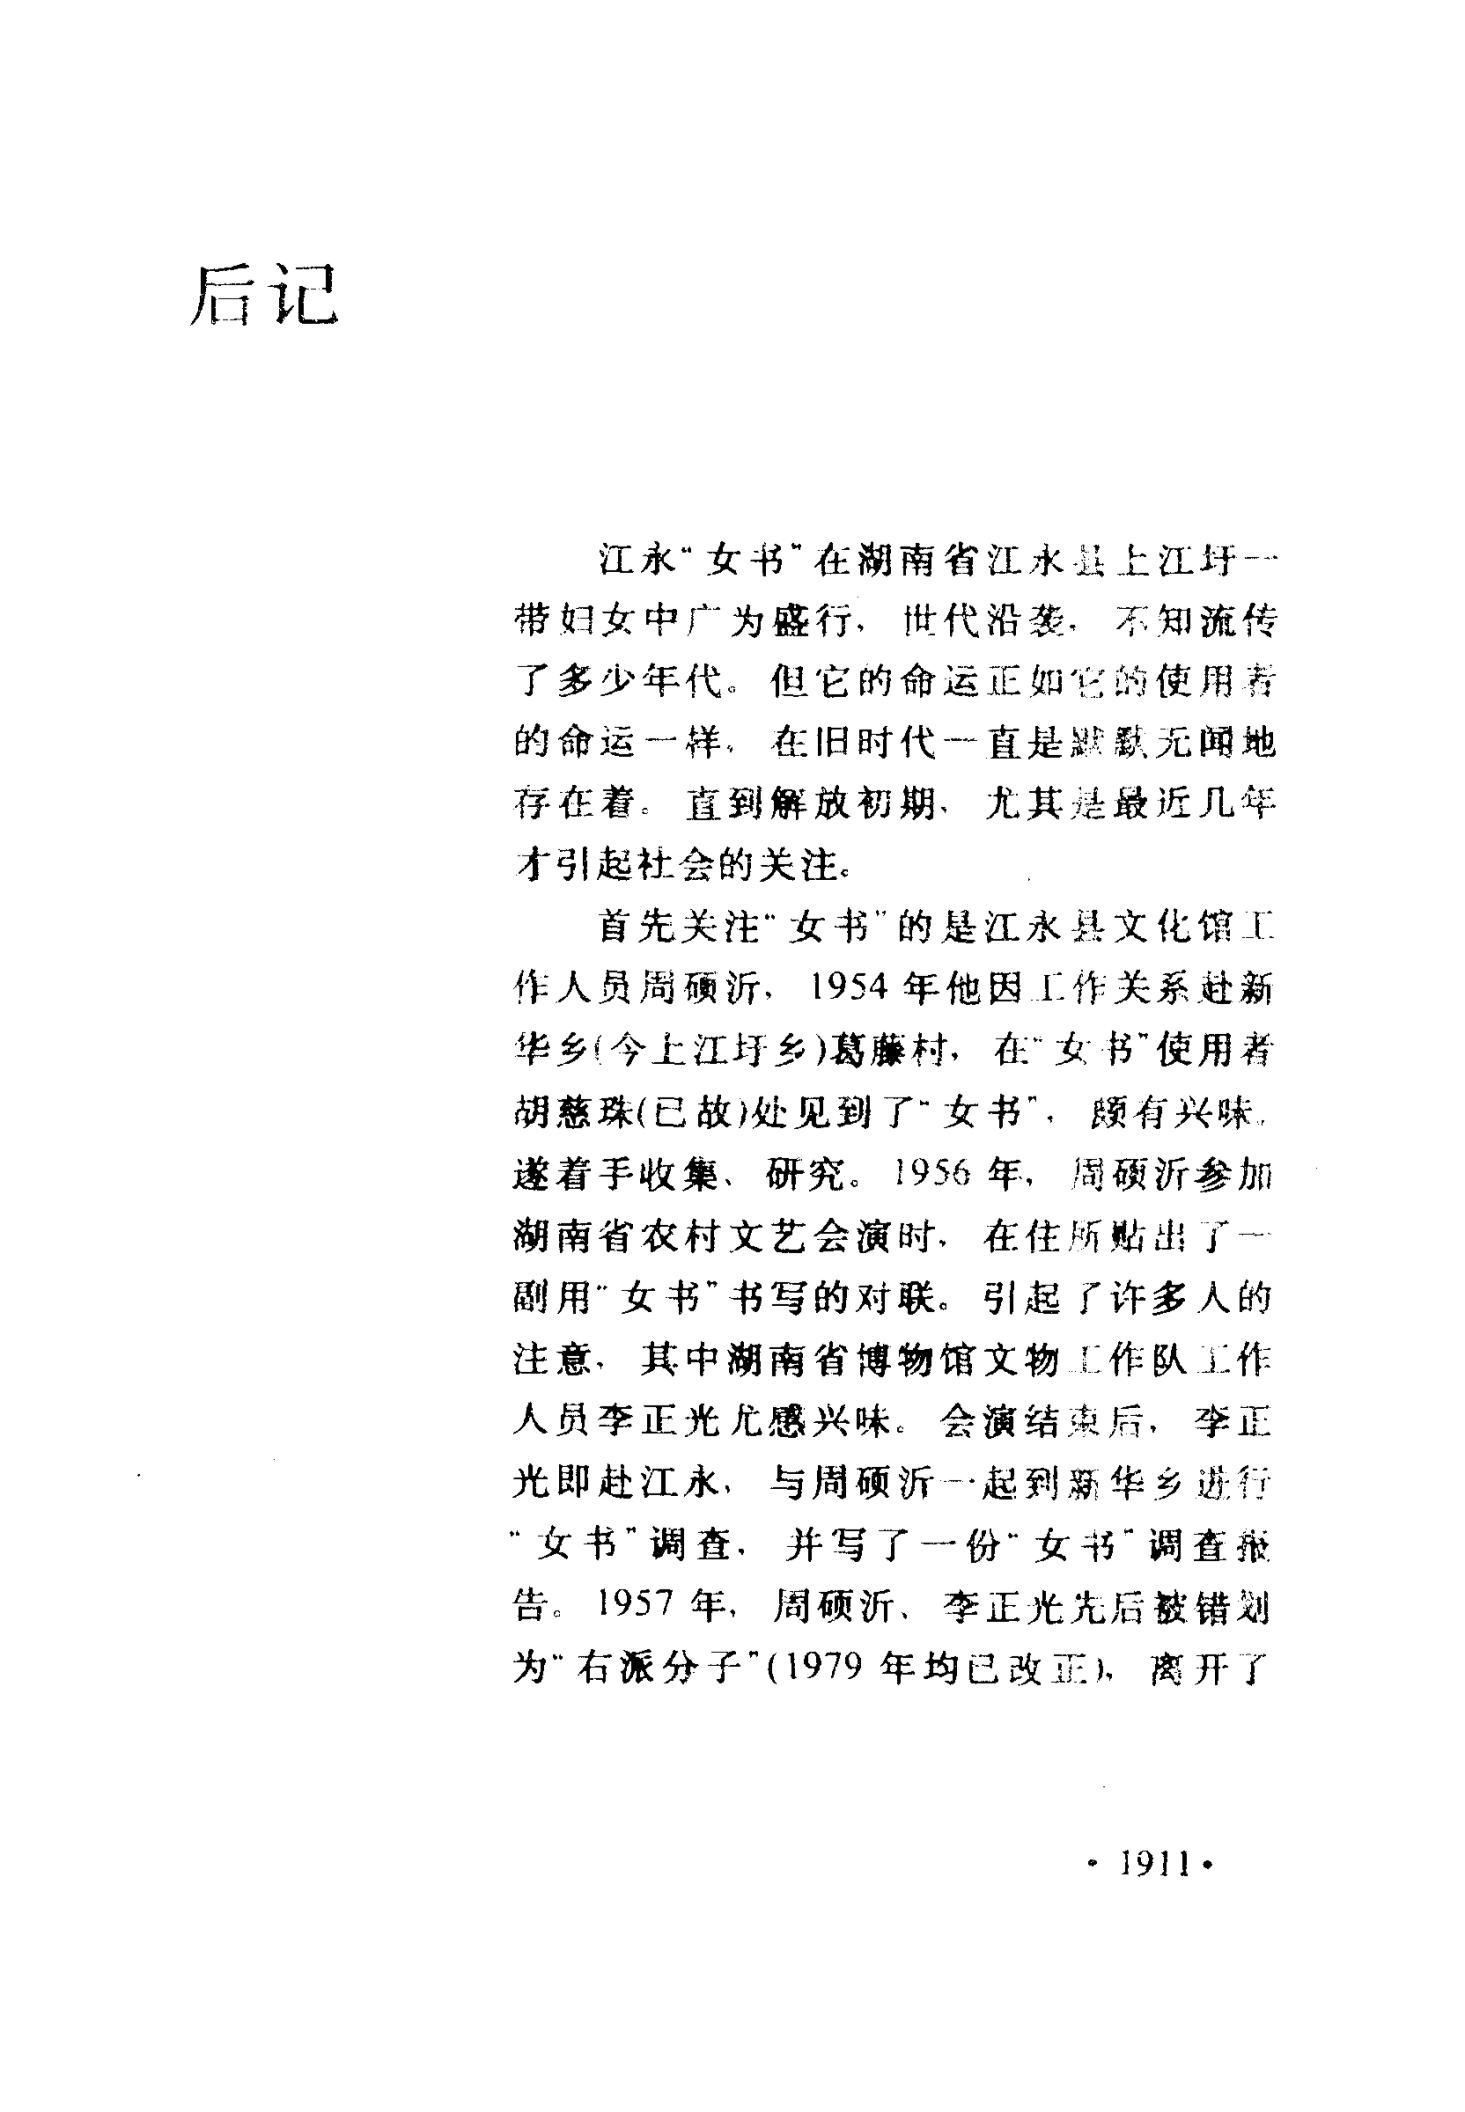 后记
江永“女书”在湖南省江永县上江圩一
带妇女中广为盛行，世代沿袭，不知流传
了多少年代。但它的命运正如它的使用者
的命运一样，在旧时代一直是默默无闻地
存在着。直到解放初期，尤其是最近几年
才引起社会的关注。
首先关注“女书”的是江永县文化馆工
作人员周硕沂，1954年他因工作关系赴新
华乡(今上江圩乡)葛藤村，在“女书”使用者
胡慈珠(已故)处见到了“女书”，颇有兴味，
遂着手收集、研究。1956年，周硕沂参加
湖南省农村文艺会演时，在住所贴出了一
副用“女书”书写的对联。引起了许多人的
注意，其中湖南省博物馆文物工作队工作
人员李正光尤感兴味。会演结束后，李正
光即赴江永，与周硕沂一起到新华乡进行
“女书”调查，并写了一份“女书”调查报
告。1957年，周硕沂、李正光先后被错划
为“右派分子”(1979年均已改正)，离开了
·1911·